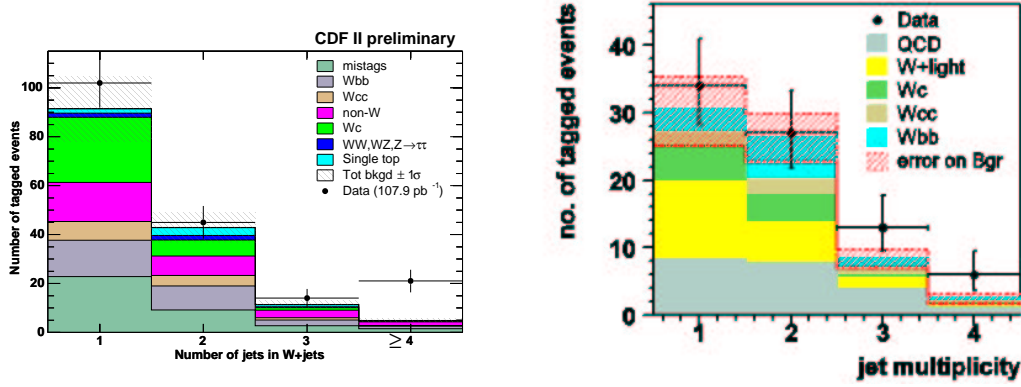 CDF II preliminary
Number of tagged events
100
80
60
40
20
0
mistags
Wbb
Wcc
non-W
Wc
WW,WZ,Z→ττ
Single top
Tot bkgd ± 1σ
Data (107.9 pb⁻¹)
1 2 3 ≥ 4
Number of jets in W+jets
no. of tagged events
40
30
20
10
0
Data
QCD
W+light
Wc
Wcc
Wbb
error on Bgr
1 2 3 4
jet multiplicity